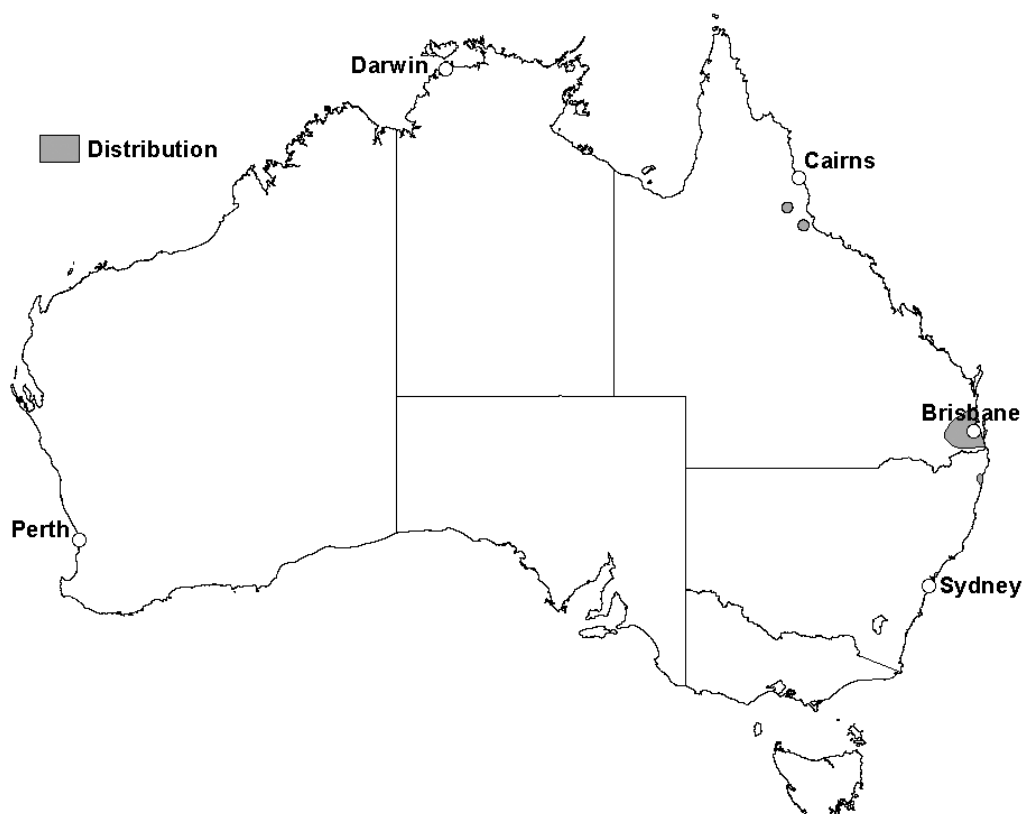 Darwin
Distribution
Cairns
Brisbane
Perth
Sydney